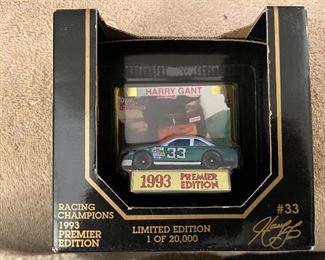 HARRY GANT
33
1993 PREMIER
EDITION
RACING
CHAMPIONS
1993
PREMIER
EDITION
LIMITED EDITION
1 OF 20,000
#33